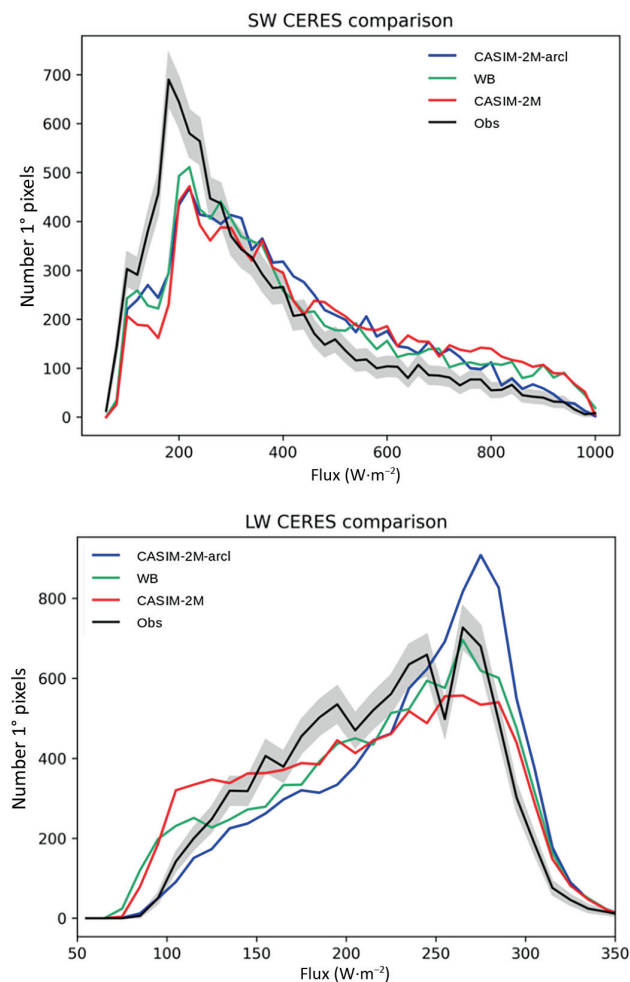 SW CERES comparison
700
600
500
400
300
200
100
0
Number 1° pixels
CASIM-2M-arcl
WB
CASIM-2M
Obs
200 400 600 800 1000
Flux (W·m⁻²)
LW CERES comparison
800
600
400
200
0
Number 1° pixels
CASIM-2M-arcl
WB
CASIM-2M
Obs
50 100 150 200 250 300 350
Flux (W·m⁻²)